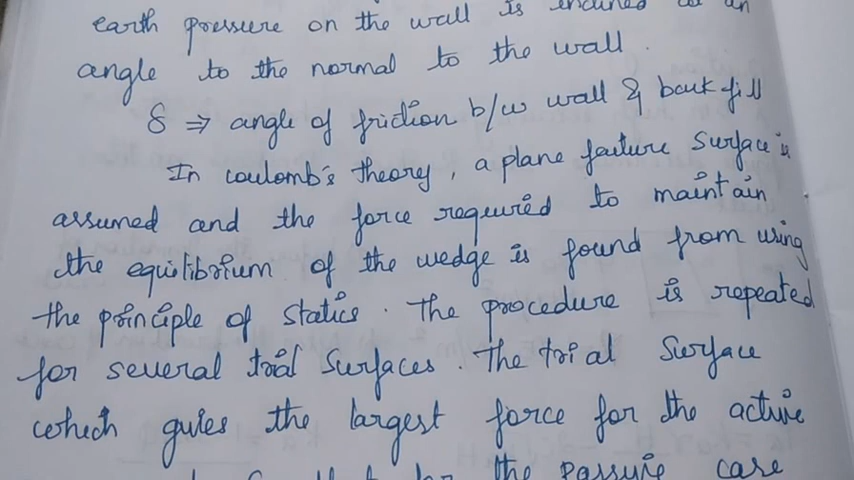 earth pressure on the wall is inclined at an
angle to the normal to the wall.
δ ⇒ angle of friction b/w wall & back fill
In coulomb's theory, a plane failure surface is
assumed and the force required to maintain
the equilibrium of the wedge is found from using
the principle of statics. The procedure is repeated
for several trial surfaces. The trial surface
which gives the largest force for the active
the passive case